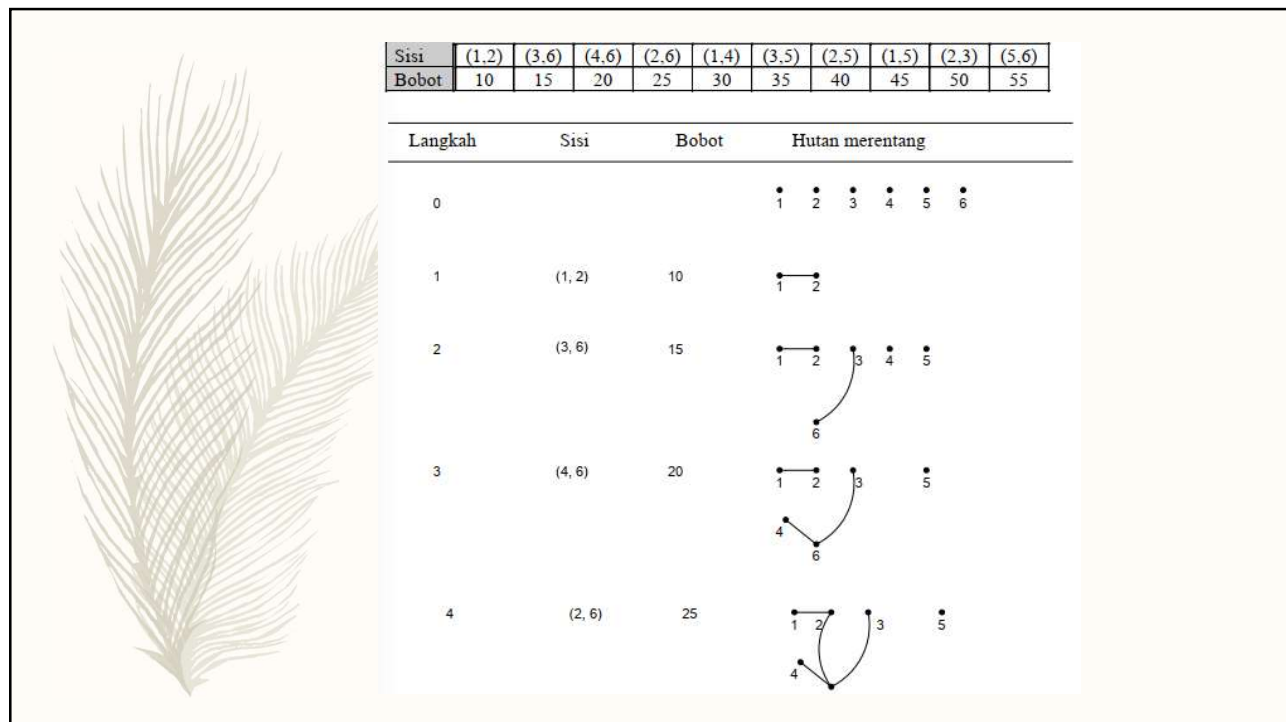 Sisi (1,2) (3,6) (4,6) (2,6) (1,4) (3,5) (2,5) (1,5) (2,3) (5,6)
Bobot 10 15 20 25 30 35 40 45 50 55
Langkah Sisi Bobot Hutan merentang
0
1 2 3 4 5 6
1 (1, 2) 10
1 2
2 (3, 6) 15
1 2 3 4 5
6
3 (4, 6) 20
1 2 3 5
4
6
4 (2, 6) 25
1 2 3 5
4